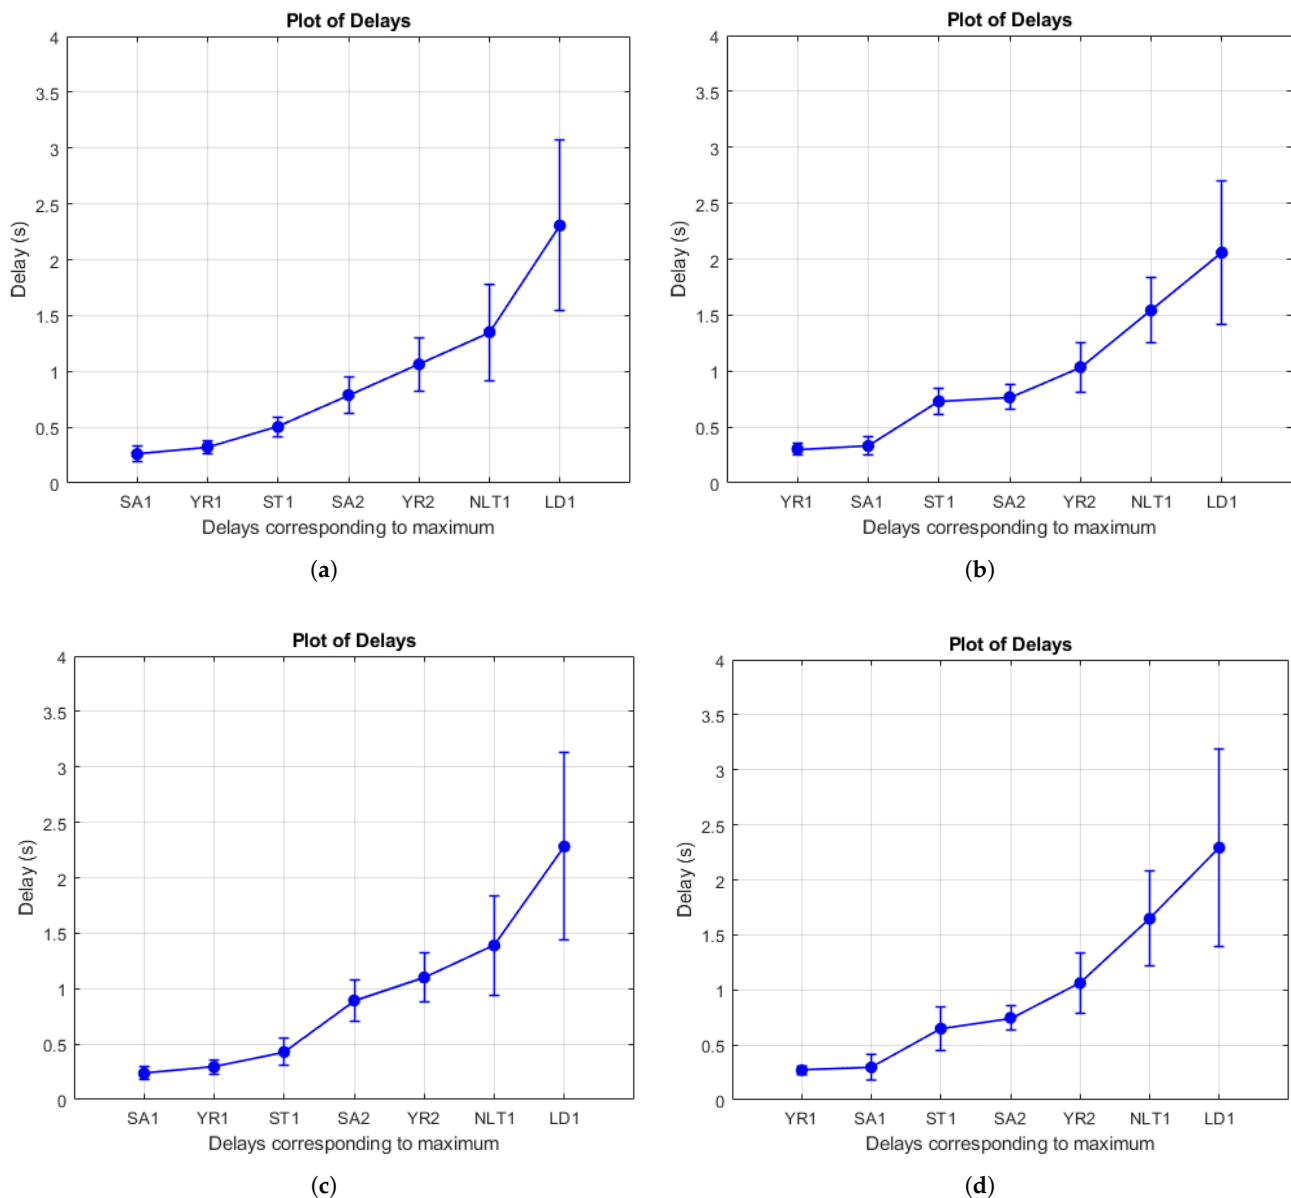 Plot of Delays
4
3.5
3
2.5
2
1.5
1
0.5
0
Delay (s)
SA1 YR1 ST1 SA2 YR2 NLT1 LD1
Delays corresponding to maximum
(a)
Plot of Delays
4
3.5
3
2.5
2
1.5
1
0.5
0
Delay (s)
YR1 SA1 ST1 SA2 YR2 NLT1 LD1
Delays corresponding to maximum
(b)
Plot of Delays
4
3.5
3
2.5
2
1.5
1
0.5
0
Delay (s)
SA1 YR1 ST1 SA2 YR2 NLT1 LD1
Delays corresponding to maximum
(c)
Plot of Delays
4
3.5
3
2.5
2
1.5
1
0.5
0
Delay (s)
YR1 SA1 ST1 SA2 YR2 NLT1 LD1
Delays corresponding to maximum
(d)